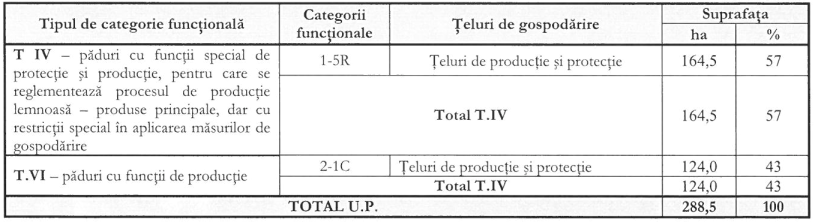 Tipul de categorie funcțională
Categorii
funcționale
Țeluri de gospodărire
Suprafața
ha
%
T IV – păduri cu funcții special de
protecție și producție, pentru care se
reglementează procesul de producție
lemnoasă – produse principale, dar cu
restricții special în aplicarea măsurilor de
gospodărire
1-5R
Țeluri de producție și protecție
164,5
57
Total T.IV
164,5
57
T.VI – păduri cu funcții de producție
2-1C
Țeluri de producție și protecție
124,0
43
Total T.IV
124,0
43
TOTAL U.P.
288,5
100